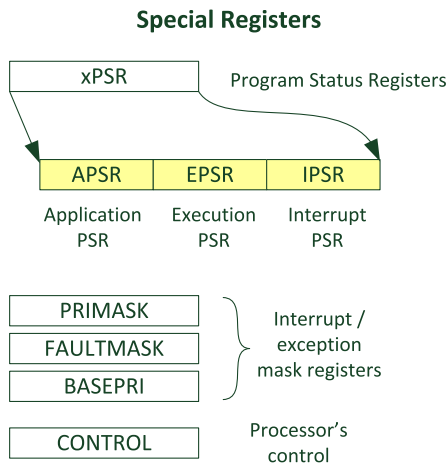 Special Registers
xPSR
Program Status Registers
APSR
EPSR
IPSR
Application
PSR
Execution
PSR
Interrupt
PSR
PRIMASK
FAULTMASK
BASEPRI
Interrupt /
exception
mask registers
CONTROL
Processor’s
control